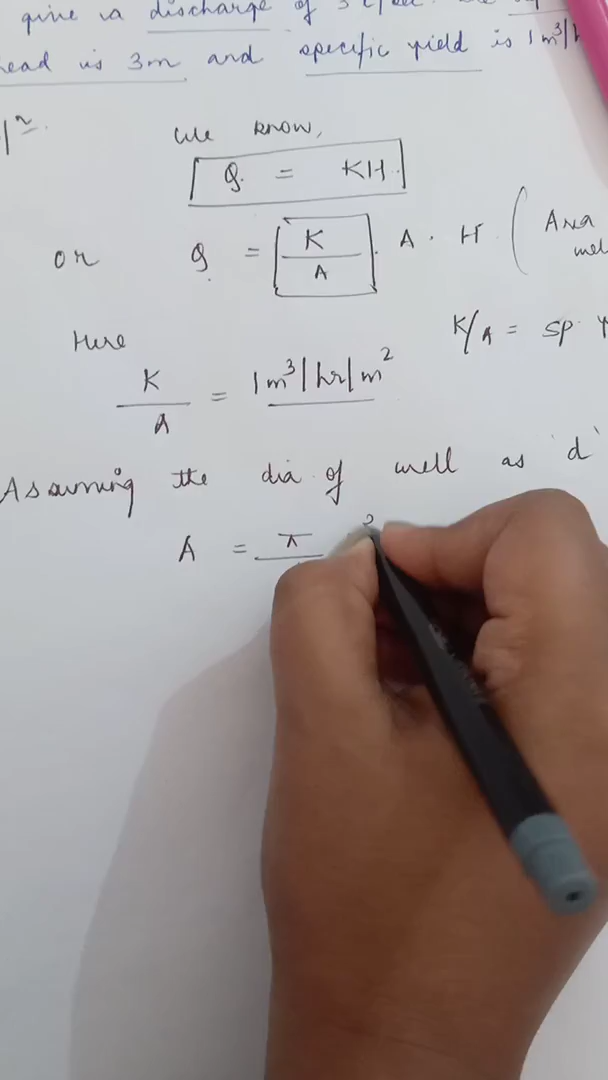 give a discharge of 3
head is 3m and specific yield is 1m³/h
We know,
Q = KH
or Q = K/A . A . H ( Area
K/A = sp. Y
Here
K/A = 1m³/hr/m²
Assuming the dia. of well as 'd'
A = π